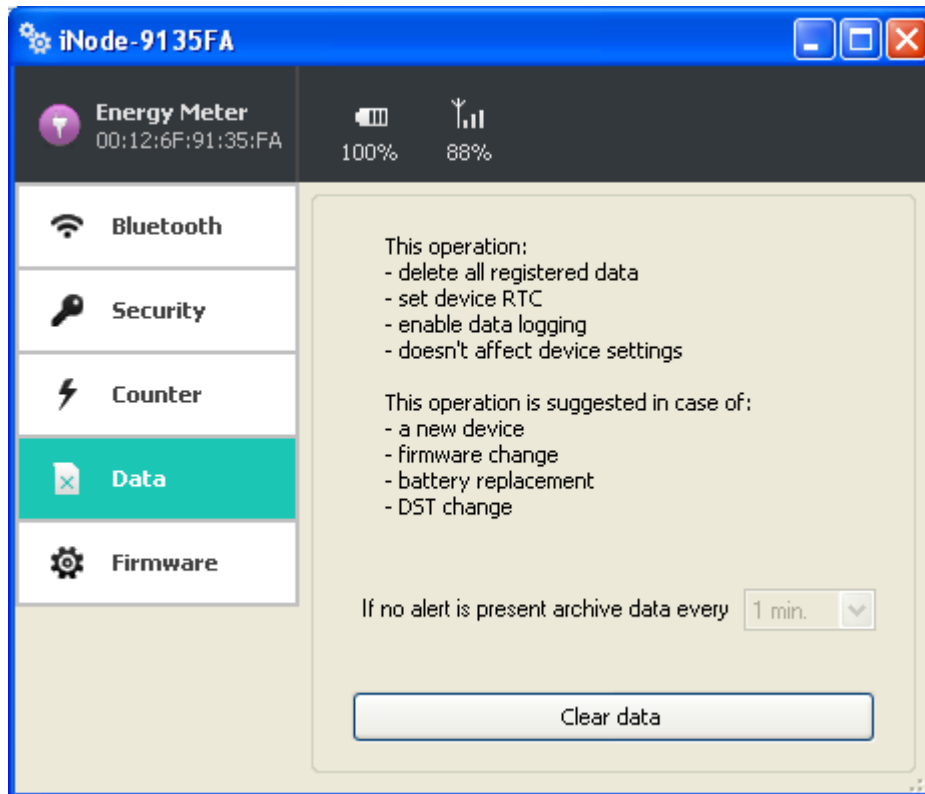 iNode-9135FA
Energy Meter
00:12:6F:91:35:FA
100%
88%
Bluetooth
Security
Counter
Data
Firmware
This operation:
- delete all registered data
- set device RTC
- enable data logging
- doesn't affect device settings
This operation is suggested in case of:
- a new device
- firmware change
- battery replacement
- DST change
If no alert is present archive data every 1 min.
Clear data